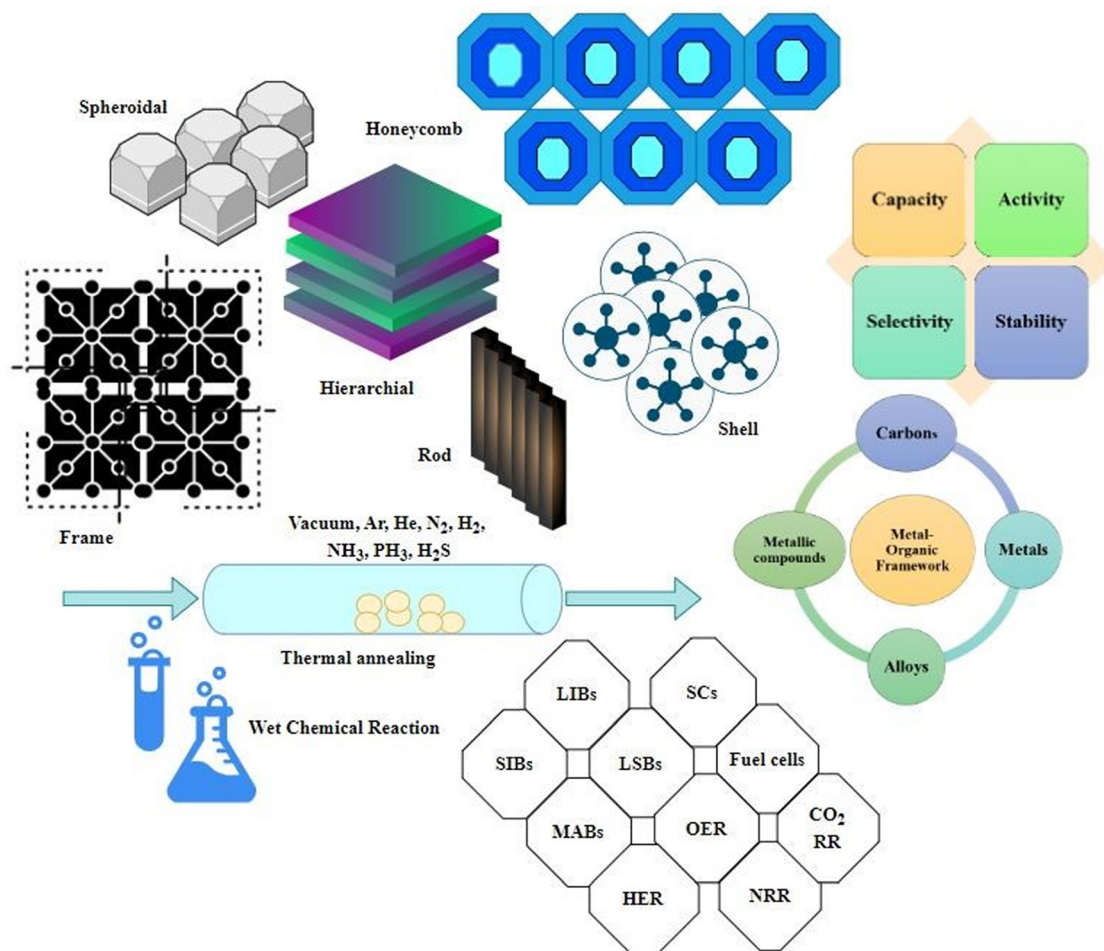 Spheroidal
Honeycomb
Capacity
Activity
Selectivity
Stability
Hierarchial
Shell
Rod
Frame
Carbons
Metallic
compounds
Metal-
Organic
Framework
Metals
Alloys
Vacuum, Ar, He, N₂, H₂,
NH₃, PH₃, H₂S
Thermal annealing
Wet Chemical Reaction
LIBs
SCs
SIBs
LSBs
Fuel cells
MABs
OER
CO₂
RR
HER
NRR